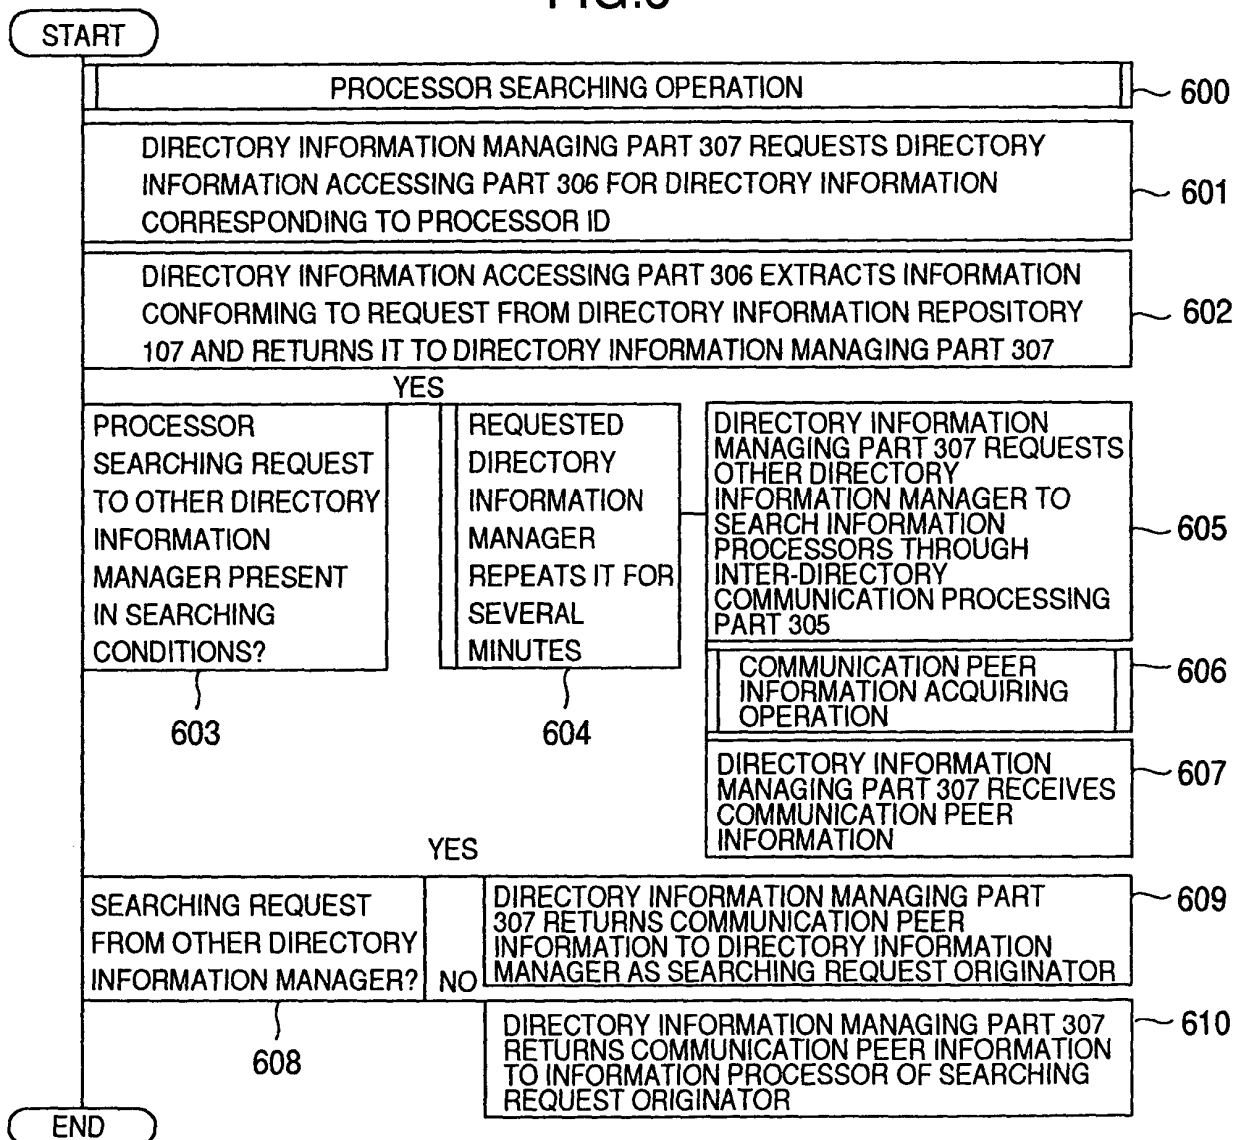 START
PROCESSOR SEARCHING OPERATION
600
DIRECTORY INFORMATION MANAGING PART 307 REQUESTS DIRECTORY
INFORMATION ACCESSING PART 306 FOR DIRECTORY INFORMATION
CORRESPONDING TO PROCESSOR ID
601
DIRECTORY INFORMATION ACCESSING PART 306 EXTRACTS INFORMATION
CONFORMING TO REQUEST FROM DIRECTORY INFORMATION REPOSITORY
107 AND RETURNS IT TO DIRECTORY INFORMATION MANAGING PART 307
602
YES
PROCESSOR
SEARCHING REQUEST
TO OTHER DIRECTORY
INFORMATION
MANAGER PRESENT
IN SEARCHING
CONDITIONS?
603
REQUESTED
DIRECTORY
INFORMATION
MANAGER
REPEATS IT FOR
SEVERAL
MINUTES
604
DIRECTORY INFORMATION
MANAGING PART 307 REQUESTS
OTHER DIRECTORY
INFORMATION MANAGER TO
SEARCH INFORMATION
PROCESSORS THROUGH
INTER-DIRECTORY
COMMUNICATION PROCESSING
PART 305
605
COMMUNICATION PEER
INFORMATION ACQUIRING
OPERATION
606
DIRECTORY INFORMATION
MANAGING PART 307 RECEIVES
COMMUNICATION PEER
INFORMATION
607
YES
SEARCHING REQUEST
FROM OTHER DIRECTORY
INFORMATION MANAGER?
608
NO
DIRECTORY INFORMATION MANAGING PART
307 RETURNS COMMUNICATION PEER
INFORMATION TO DIRECTORY INFORMATION
MANAGER AS SEARCHING REQUEST ORIGINATOR
609
DIRECTORY INFORMATION MANAGING PART 307
RETURNS COMMUNICATION PEER INFORMATION
TO INFORMATION PROCESSOR OF SEARCHING
REQUEST ORIGINATOR
610
END